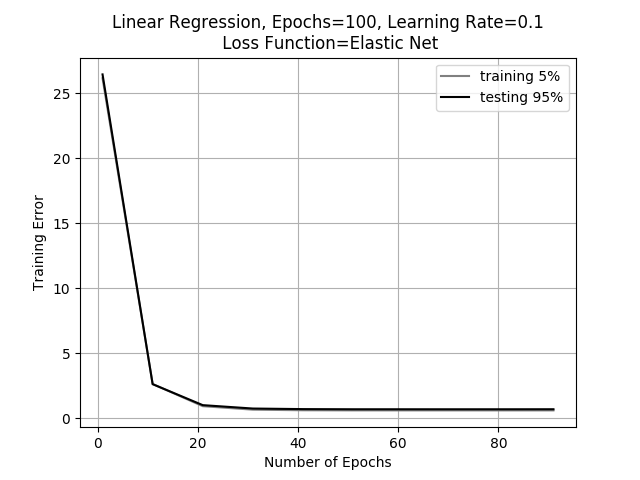 Linear Regression, Epochs=100, Learning Rate=0.1
Loss Function=Elastic Net
training 5%
testing 95%
25
20
15
10
5
0
Training Error
0 20 40 60 80
Number of Epochs